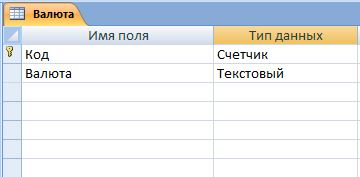 Валюта
Имя поля Тип данных
Код Счетчик
Валюта Текстовый